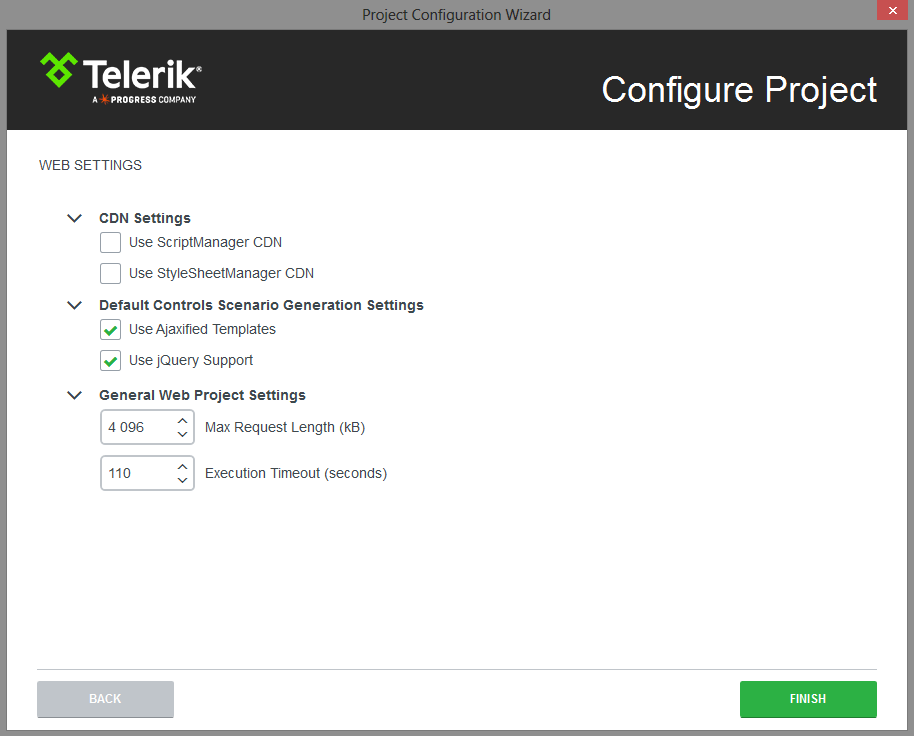 Project Configuration Wizard
Telerik®
A PROGRESS COMPANY
Configure Project
WEB SETTINGS
CDN Settings
Use ScriptManager CDN
Use StyleSheetManager CDN
Default Controls Scenario Generation Settings
Use Ajaxified Templates
Use jQuery Support
General Web Project Settings
4 096 Max Request Length (kB)
110 Execution Timeout (seconds)
BACK FINISH